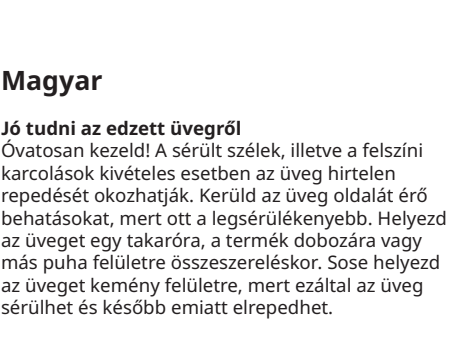 Magyar
Jó tudni az edzett üvegről
Óvatosan kezeld! A sérült szélek, illetve a felszíni
karcolások kivételes esetben az üveg hirtelen
repedését okozhatják. Kerüld az üveg oldalát érő
behatásokat, mert ott a legsérülékenyebb. Helyezd
az üveget egy takaróra, a termék dobozára vagy
más puha felületre összeszereléskor. Sose helyezd
az üveget kemény felületre, mert ezáltal az üveg
sérülhet és később emiatt elrepedhet.